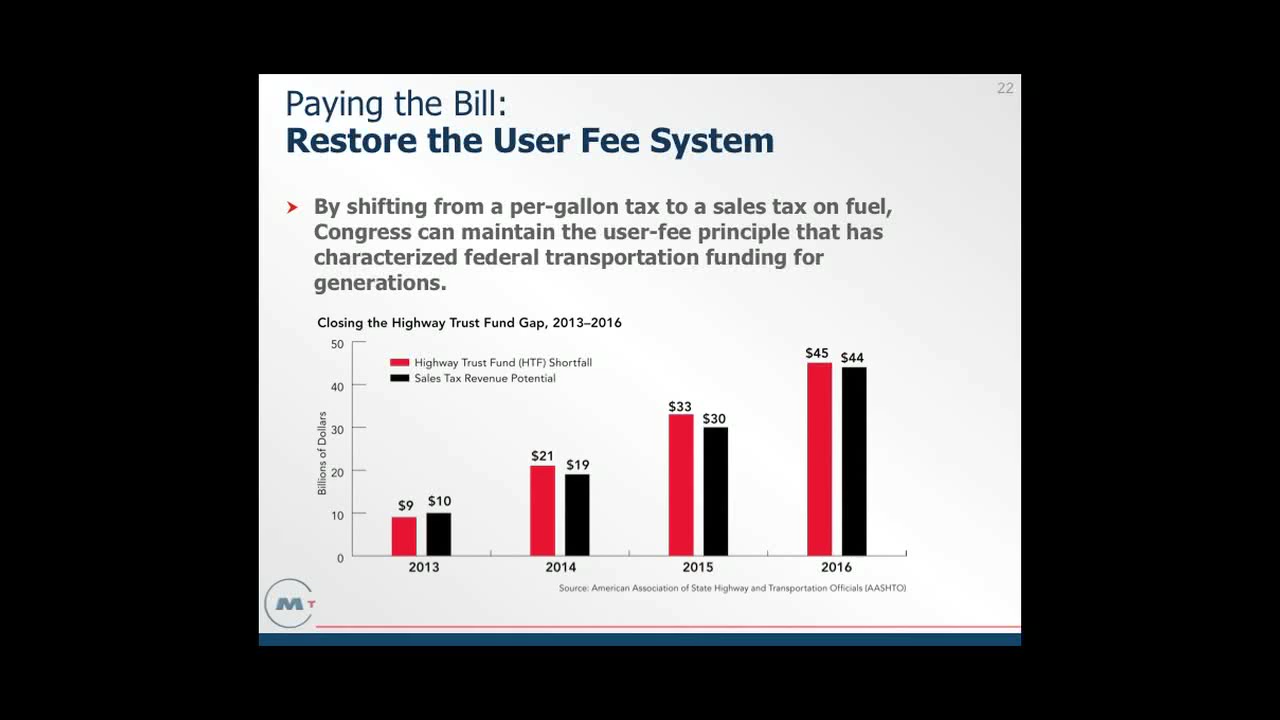 22
Paying the Bill:
Restore the User Fee System
➤ By shifting from a per-gallon tax to a sales tax on fuel,
Congress can maintain the user-fee principle that has
characterized federal transportation funding for
generations.
Closing the Highway Trust Fund Gap, 2013–2016
Highway Trust Fund (HTF) Shortfall
Sales Tax Revenue Potential
Billions of Dollars
50
40
30
20
10
0
$9 $10
$21 $19
$33 $30
$45 $44
2013 2014 2015 2016
Source: American Association of State Highway and Transportation Officials (AASHTO)
MT